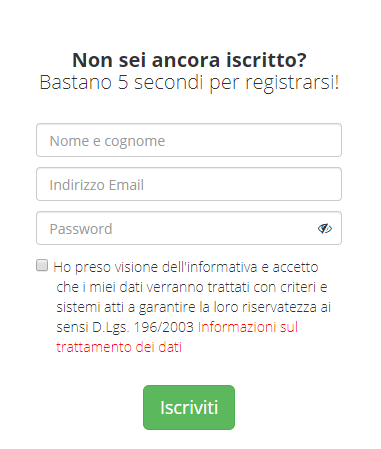 Non sei ancora iscritto?
Bastano 5 secondi per registrarsi!
Nome e cognome
Indirizzo Email
Password
Ho preso visione dell'informativa e accetto
che i miei dati verranno trattati con criteri e
sistemi atti a garantire la loro riservatezza ai
sensi D.Lgs. 196/2003 Informazioni sul
trattamento dei dati
Iscriviti